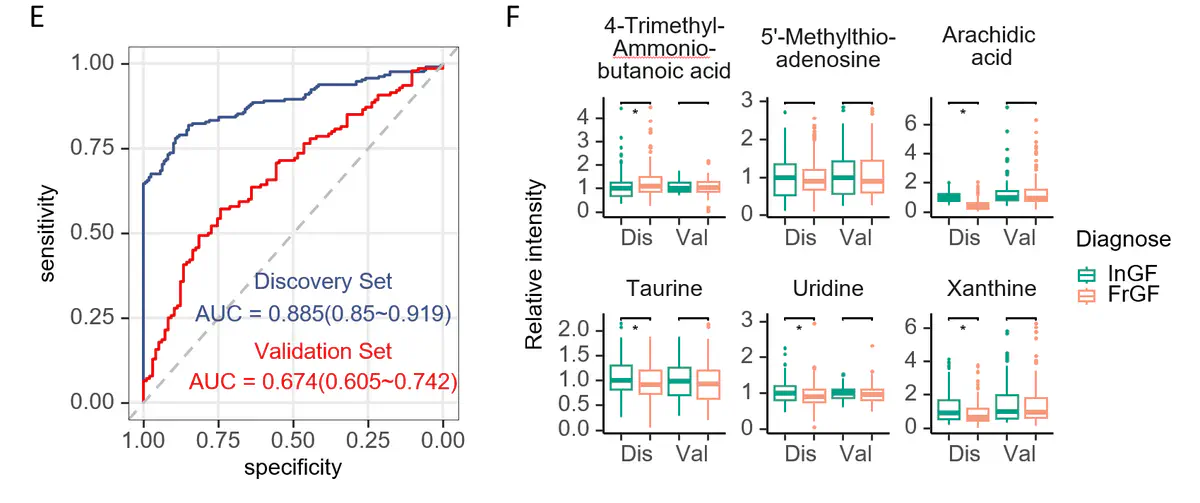 E
1.00
0.75
0.50
0.25
0.00
sensitivity
Discovery Set
AUC = 0.885(0.85~0.919)
Validation Set
AUC = 0.674(0.605~0.742)
1.00 0.75 0.50 0.25 0.00
specificity
F
Relative intensity
4-Trimethyl-
Ammonio-
butanoic acid
4
3
2
1
0
*
Dis Val
5'-Methylthio-
adenosine
3
2
1
0
Dis Val
Arachidic
acid
6
4
2
0
*
Dis Val
Taurine
2.0
1.5
1.0
0.5
0.0
*
Dis Val
Uridine
3
2
1
0
*
Dis Val
Xanthine
6
4
2
0
*
Dis Val
Diagnose
InGF
FrGF